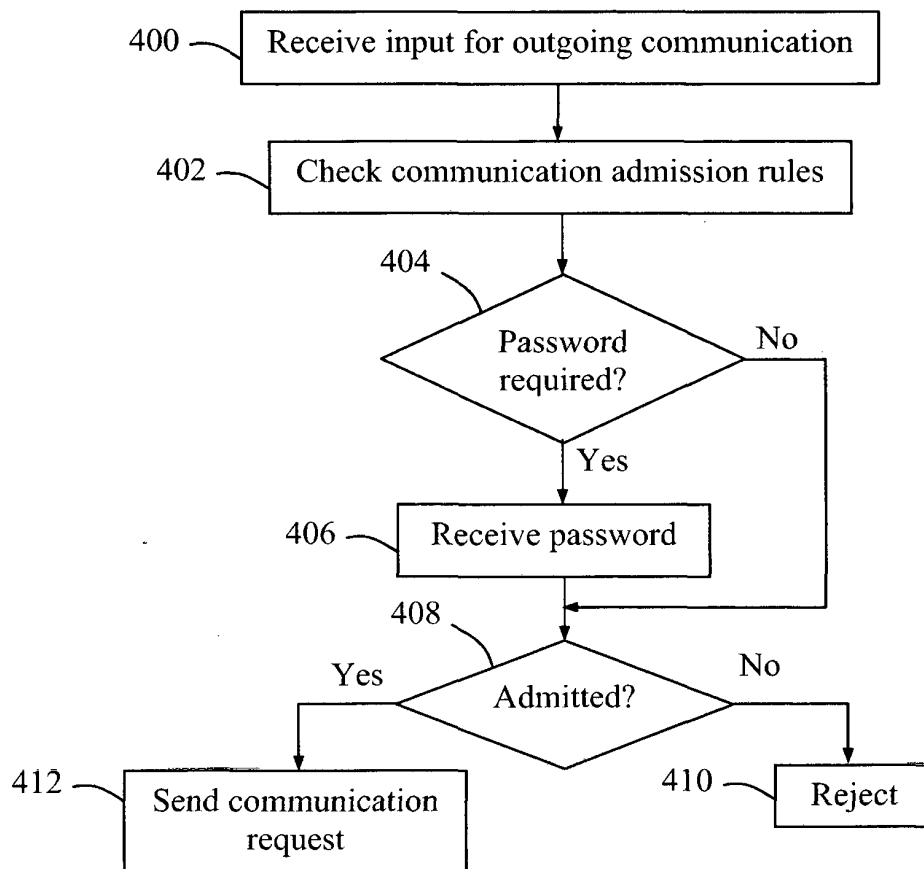 400
Receive input for outgoing communication
402
Check communication admission rules
404
Password
required?
No
Yes
406
Receive password
408
Yes
Admitted?
No
412
Send communication
request
410
Reject